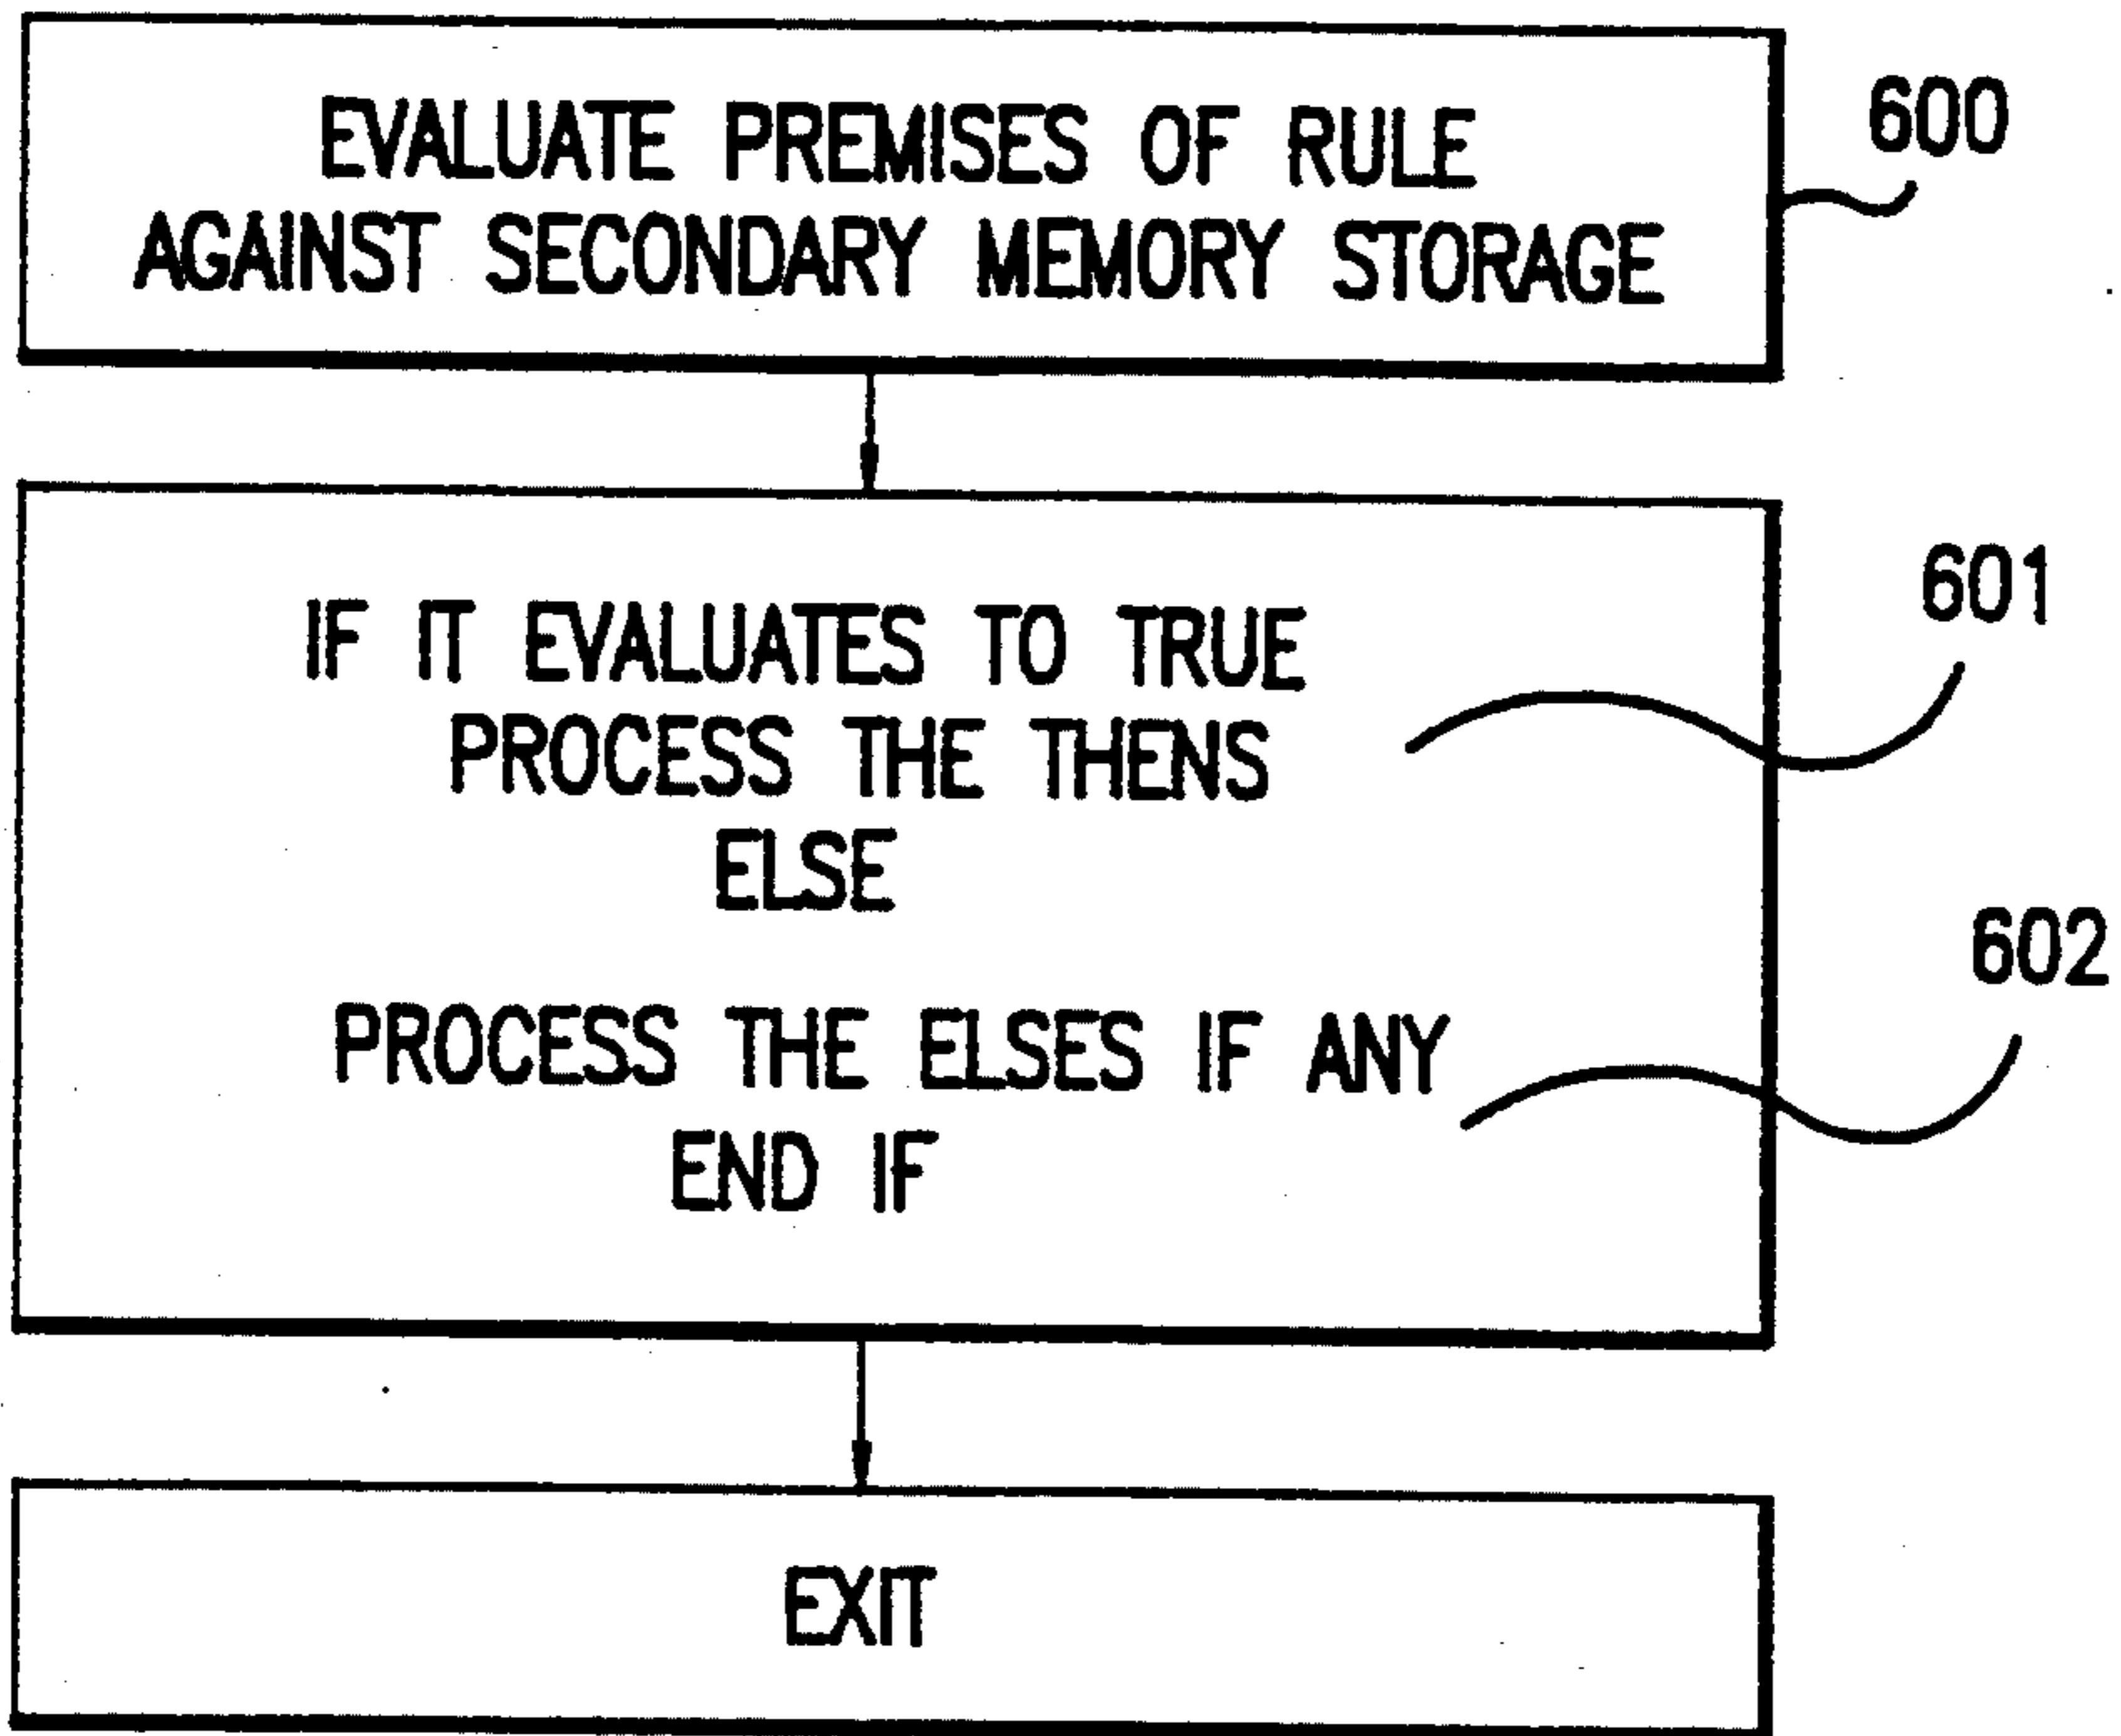 EVALUATE PREMISES OF RULE
AGAINST SECONDARY MEMORY STORAGE
600
IF IT EVALUATES TO TRUE
PROCESS THE THENS
ELSE
PROCESS THE ELSES IF ANY
END IF
601
602
EXIT